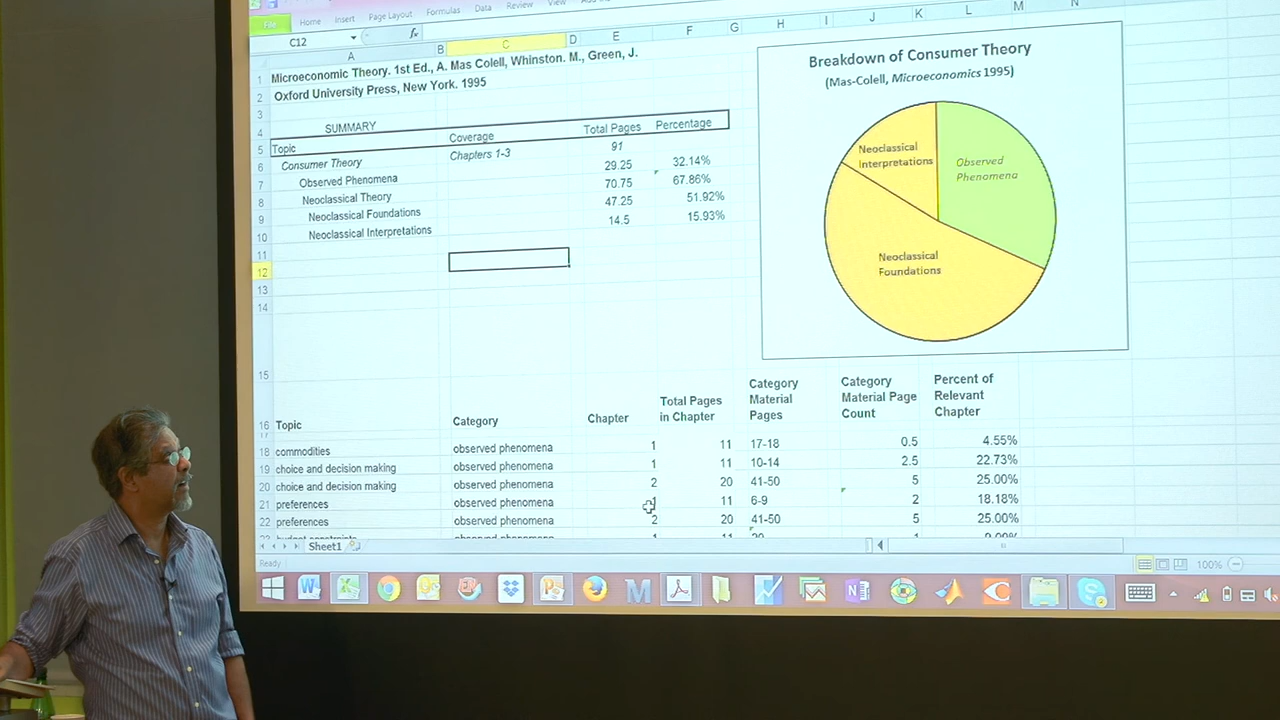 File Home Insert Page Layout Formulas Data Review View
C12 fx
A B C D E F G H I J K L M N
1 Microeconomic Theory. 1st Ed., A. Mas Colell, Whinston. M., Green, J.
2 Oxford University Press, New York. 1995
3
4 SUMMARY
5 Topic Coverage Total Pages Percentage
6 Consumer Theory Chapters 1-3 91
7 Observed Phenomena 29.25 32.14%
8 Neoclassical Theory 70.75 67.86%
9 Neoclassical Foundations 47.25 51.92%
10 Neoclassical Interpretations 14.5 15.93%
11
12
13
14
Breakdown of Consumer Theory
(Mas-Colell, Microeconomics 1995)
Neoclassical
Interpretations
Observed
Phenomena
Neoclassical
Foundations
15
16 Topic Category Chapter Total Pages in Chapter Category Material Pages Category Material Page Count Percent of Relevant Chapter
17
18 commodities observed phenomena 1 11 17-18 0.5 4.55%
19 choice and decision making observed phenomena 1 11 10-14 2.5 22.73%
20 choice and decision making observed phenomena 2 20 41-50 5 25.00%
21 preferences observed phenomena 1 11 6-9 2 18.18%
22 preferences observed phenomena 2 20 41-50 5 25.00%
Sheet1
Ready 100%